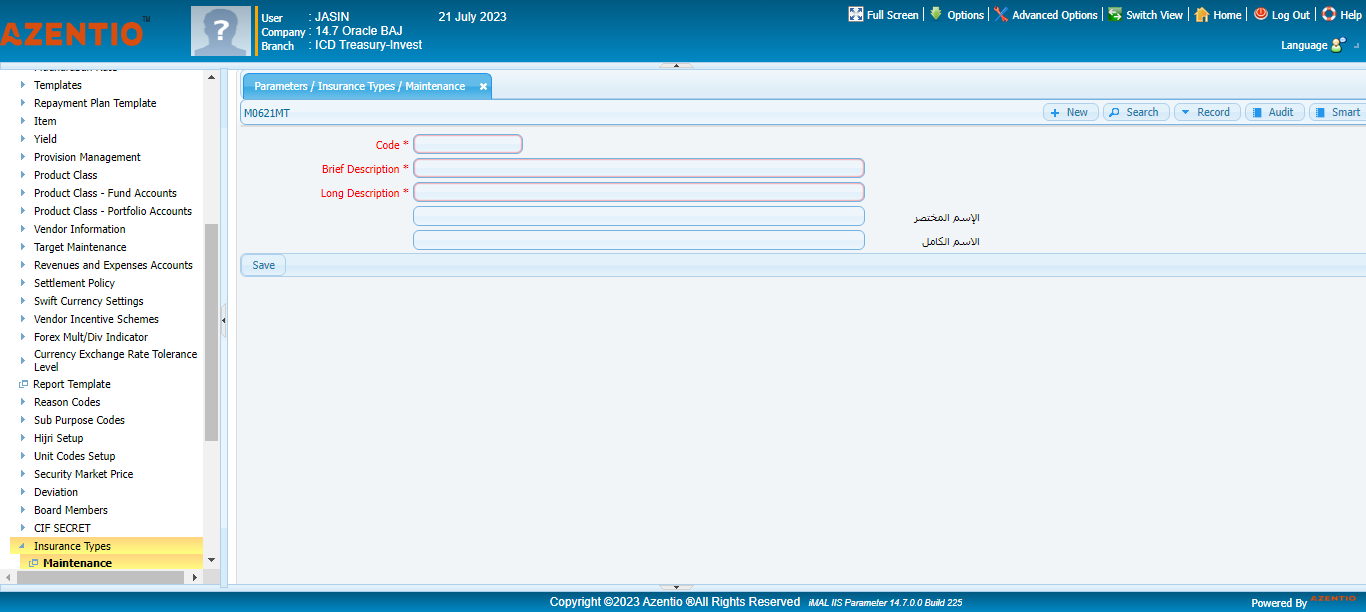 AZENTIO TM
?
User : JASIN 21 July 2023
Company : 14.7 Oracle BAJ
Branch : ICD Treasury-Invest
Full Screen Options Advanced Options Switch View Home Log Out Help
Language
Templates
Repayment Plan Template
Item
Yield
Provision Management
Product Class
Product Class - Fund Accounts
Product Class - Portfolio Accounts
Vendor Information
Target Maintenance
Revenues and Expenses Accounts
Settlement Policy
Swift Currency Settings
Vendor Incentive Schemes
Forex Mult/Div Indicator
Currency Exchange Rate Tolerance
Level
Report Template
Reason Codes
Sub Purpose Codes
Hijri Setup
Unit Codes Setup
Security Market Price
Deviation
Board Members
CIF SECRET
Insurance Types
Maintenance
Parameters / Insurance Types / Maintenance
M0621MT
New Search Record Audit Smart
Code *
Brief Description *
Long Description *
الإسم المختصر
الاسم الكامل
Save
Copyright ©2023 Azentio ®All Rights Reserved iMAL IIS Parameter 14.7.0.0 Build 225
Powered By AZENTIO